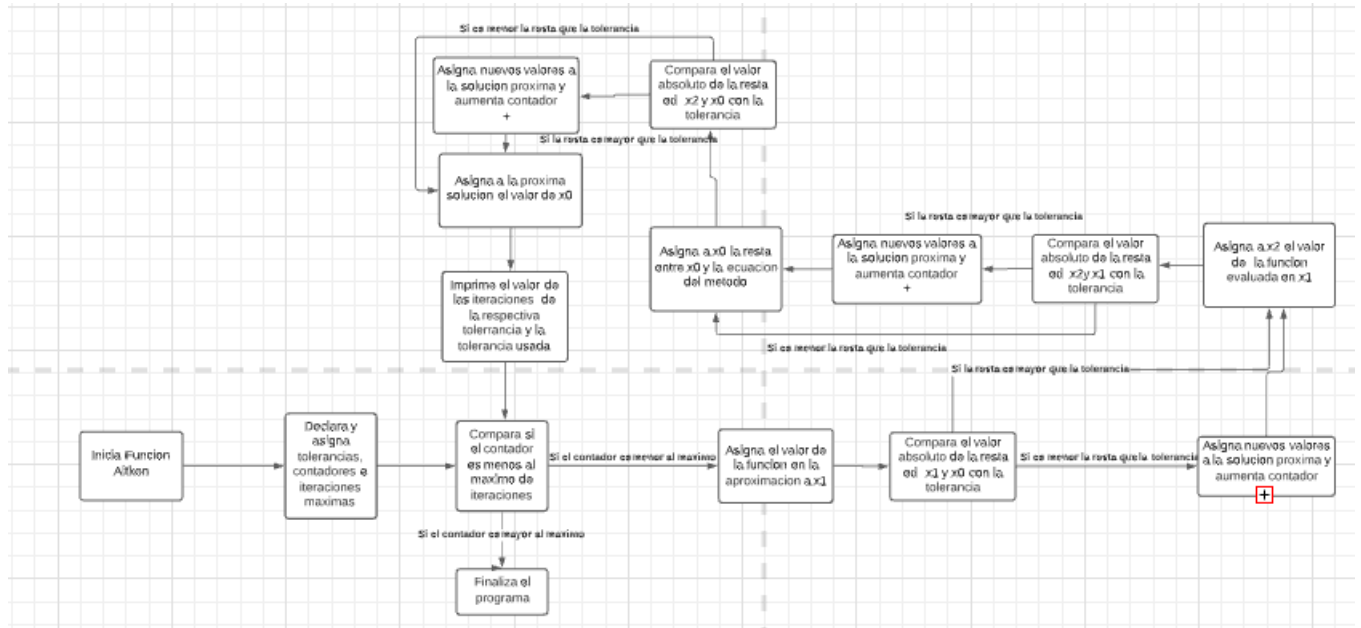 Si es menor la resta que la tolerancia
Asigna nuevos valores a
la solucion proxima y
aumenta contador
+
Compara el valor
absoluto de la resta
ed x2 y x0 con la
tolerancia
Si la resta es mayor que la tolerancia
Asigna a la proxima
solucion el valor de x0
Imprime el valor de
las iteraciones de
la respectiva
tolerrancia y la
tolerancia usada
Asigna a x0 la resta
entre x0 y la ecuacion
del metodo
Si la resta es mayor que la tolerancia
Asigna nuevos valores a
la solucion proxima y
aumenta contador
+
Compara el valor
absoluto de la resta
ed x2y x1 con la
tolerancia
Asigna a x2 el valor
de la funcion
evaluada en x1
Si es menor la resta que la tolerancia
Si la resta es mayor que la tolerancia
Inicia Funcion
Aitken
Declara y
asigna
tolerancias,
contadores e
iteraciones
maximas
Compara si
el contador
es menos al
maximo de
iteraciones
Si el contador es menor al maximo
Asigna el valor de
la funcion en la
aproximacion a x1
Compara el valor
absoluto de la resta
ed x1 y x0 con la
tolerancia
Si es menor la resta que la tolerancia
Asigna nuevos valores
a la solucion proxima y
aumenta contador
+
Si el contador es mayor al maximo
Finaliza el
programa